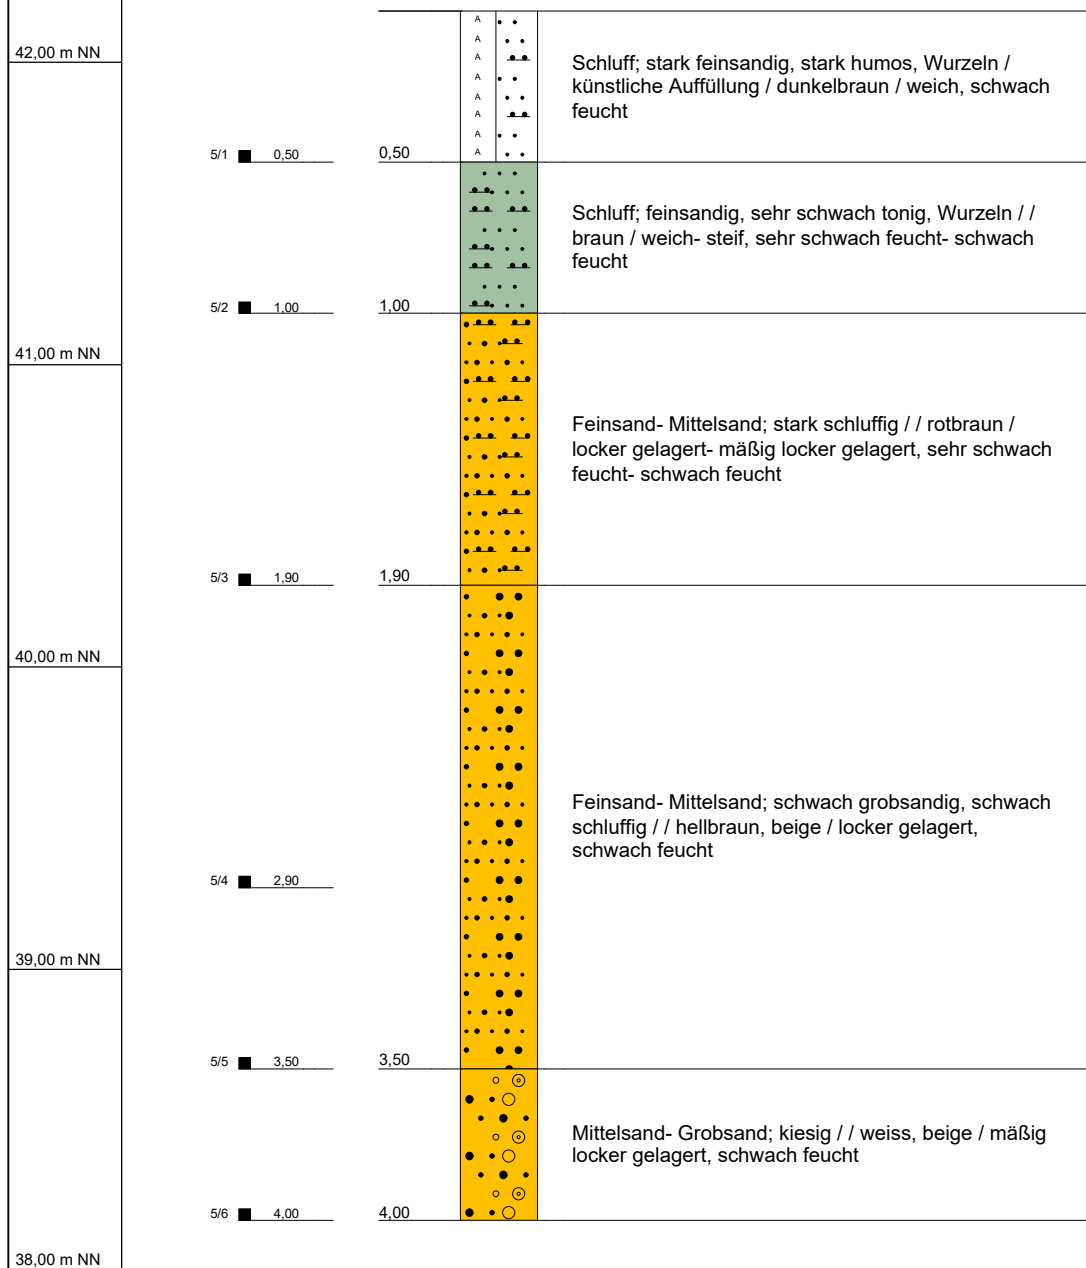 42,00 m NN
A
A
A
A
A
A
A
A
Schluff; stark feinsandig, stark humos, Wurzeln /
künstliche Auffüllung / dunkelbraun / weich, schwach
feucht
5/1 0,50 0,50
Schluff; feinsandig, sehr schwach tonig, Wurzeln / /
braun / weich- steif, sehr schwach feucht- schwach
feucht
5/2 1,00 1,00
41,00 m NN
Feinsand- Mittelsand; stark schluffig / / rotbraun /
locker gelagert- mäßig locker gelagert, sehr schwach
feucht- schwach feucht
5/3 1,90 1,90
40,00 m NN
Feinsand- Mittelsand; schwach grobsandig, schwach
schluffig / / hellbraun, beige / locker gelagert,
schwach feucht
5/4 2,90
39,00 m NN
5/5 3,50 3,50
Mittelsand- Grobsand; kiesig / / weiss, beige / mäßig
locker gelagert, schwach feucht
5/6 4,00 4,00
38,00 m NN